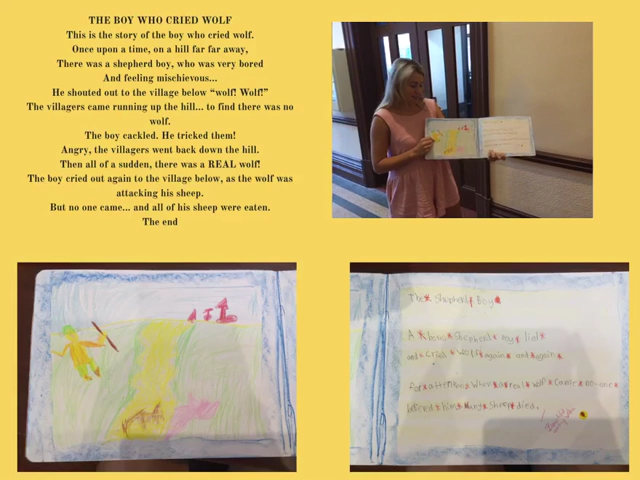 THE BOY WHO CRIED WOLF
This is the story of the boy who cried wolf.
Once upon a time, on a hill far far away,
There was a shepherd boy, who was very bored
And feeling mischievous...
He shouted out to the village below “wolf! Wolf!”
The villagers came running up the hill... to find there was no
wolf.
The boy cackled. He tricked them!
Angry, the villagers went back down the hill.
Then all of a sudden, there was a REAL wolf!
The boy cried out again to the village below, as the wolf was
attacking his sheep.
But no one came... and all of his sheep were eaten.
The end
The Shepherd Boy
A Shepherd boy
and Wolf again and again
for attention When a real wolf came no-one
him Many Sheep died.